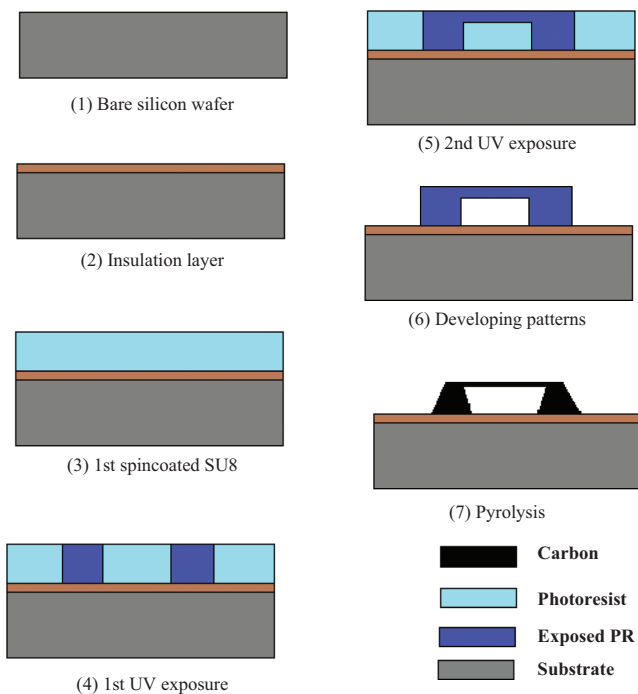 (1) Bare silicon wafer
(2) Insulation layer
(3) 1st spincoated SU8
(4) 1st UV exposure
(5) 2nd UV exposure
(6) Developing patterns
(7) Pyrolysis
Carbon
Photoresist
Exposed PR
Substrate